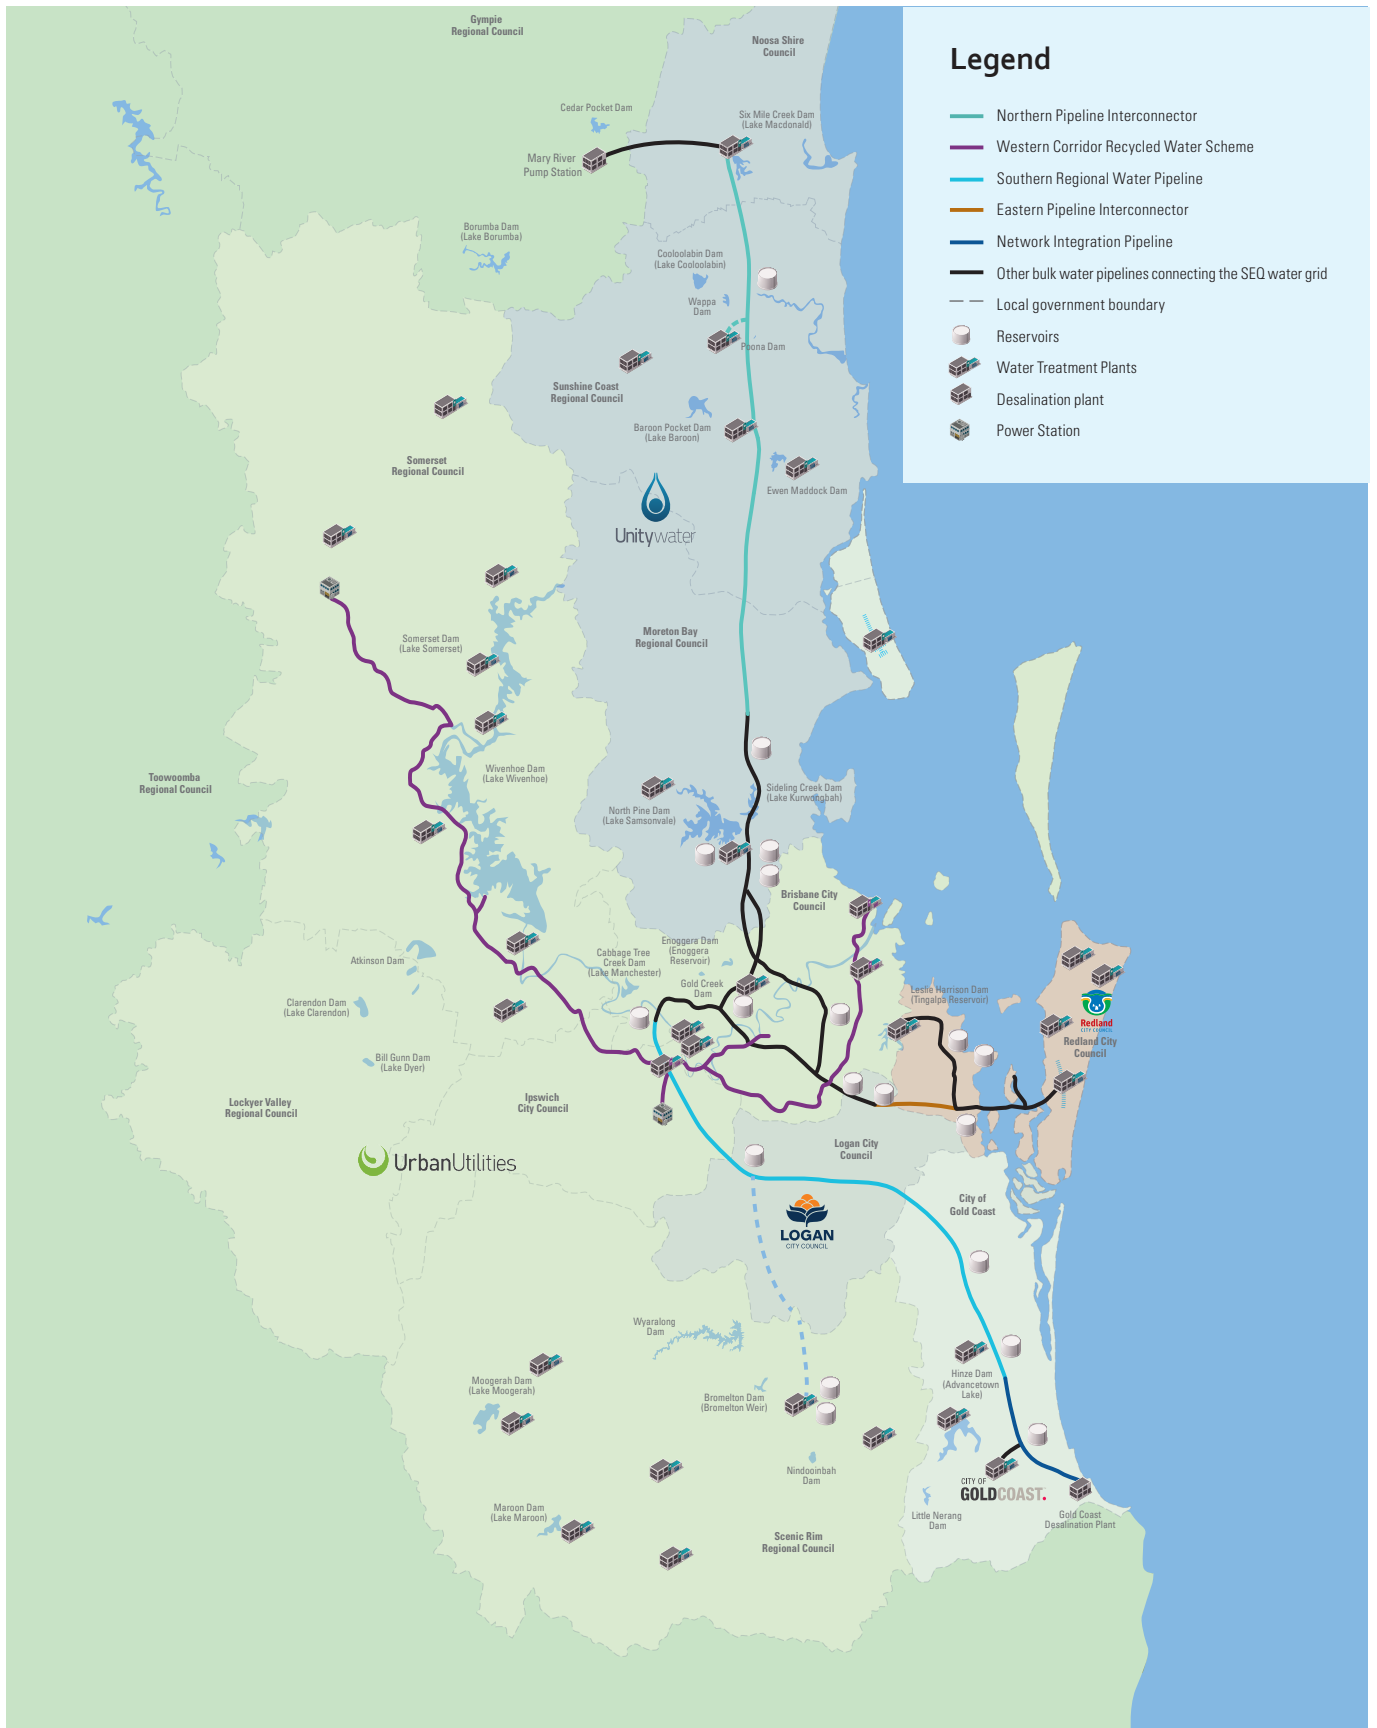 Gympie
Regional Council
Noosa Shire
Council
Legend
Northern Pipeline Interconnector
Western Corridor Recycled Water Scheme
Southern Regional Water Pipeline
Eastern Pipeline Interconnector
Network Integration Pipeline
Other bulk water pipelines connecting the SEQ water grid
Local government boundary
Reservoirs
Water Treatment Plants
Desalination plant
Power Station
Cedar Pocket Dam
Six Mile Creek Dam
(Lake Macdonald)
Mary River
Pump Station
Borumba Dam
(Lake Borumba)
Cooloolabin Dam
(Lake Cooloolabin)
Wappa
Dam
Poona Dam
Sunshine Coast
Regional Council
Baroon Pocket Dam
(Lake Baroon)
Somerset
Regional Council
Ewen Maddock Dam
Unitywater
Somerset Dam
(Lake Somerset)
Moreton Bay
Regional Council
Toowoomba
Regional Council
Wivenhoe Dam
(Lake Wivenhoe)
Sideling Creek Dam
(Lake Kurwongbah)
North Pine Dam
(Lake Samsonvale)
Brisbane City
Council
Atkinson Dam
Cabbage Tree
Creek Dam
(Lake Manchester)
Enoggera Dam
(Enoggera
Reservoir)
Gold Creek
Dam
Leslie Harrison Dam
(Tingalpa Reservoir)
Clarendon Dam
(Lake Clarendon)
Redland
CITY COUNCIL
Redland City
Council
Bill Gunn Dam
(Lake Dyer)
Lockyer Valley
Regional Council
Ipswich
City Council
Logan City
Council
UrbanUtilities
City of
Gold Coast
LOGAN
CITY COUNCIL
Wyaralong
Dam
Moogerah Dam
(Lake Moogerah)
Bromelton Dam
(Bromelton Weir)
Hinze Dam
(Advancetown
Lake)
Nindooinbah
Dam
CITY OF
GOLDCOAST.
Maroon Dam
(Lake Maroon)
Little Nerang
Dam
Gold Coast
Desalination Plant
Scenic Rim
Regional Council